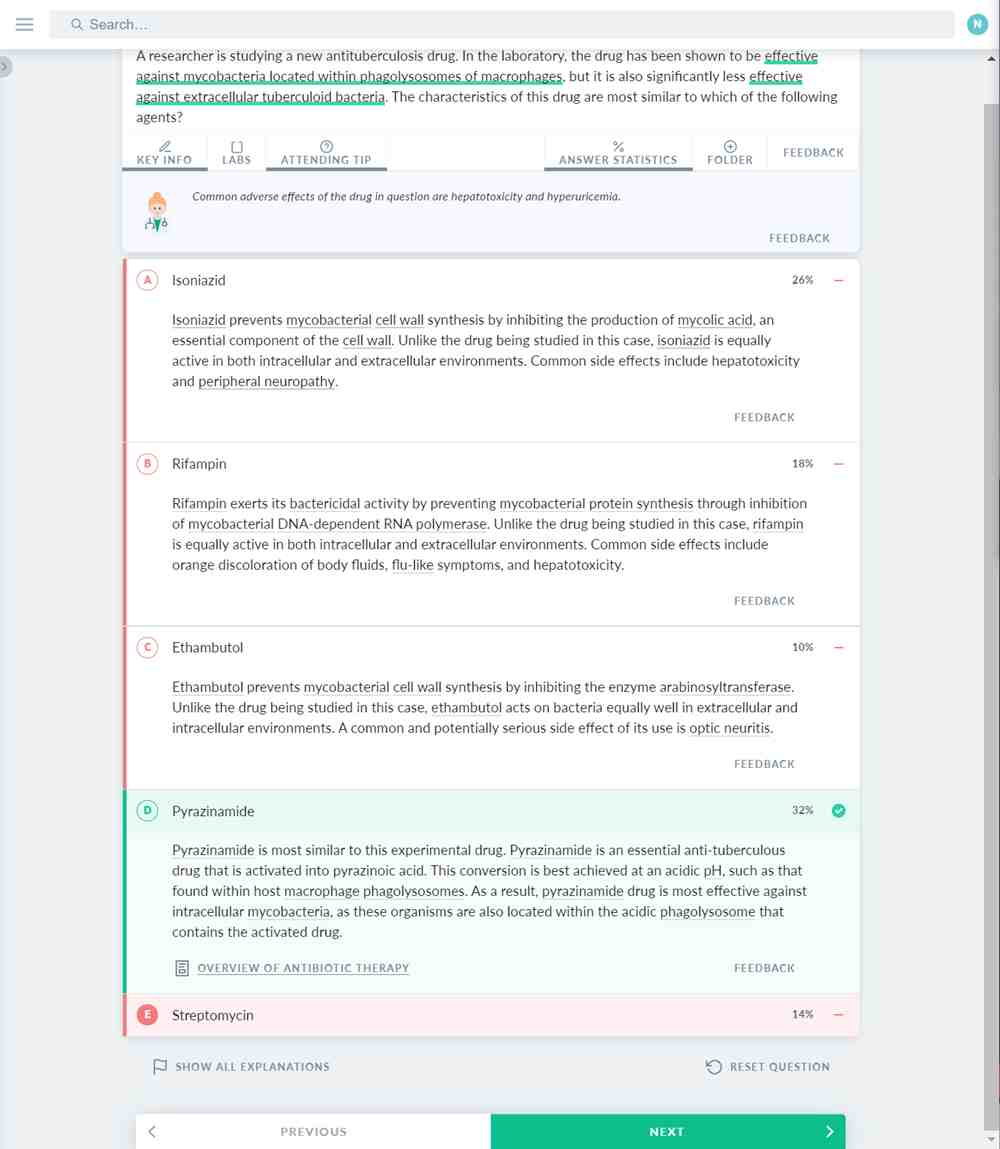 Search...
N
A researcher is studying a new antituberculosis drug. In the laboratory, the drug has been shown to be effective
against mycobacteria located within phagolysosomes of macrophages, but it is also significantly less effective
against extracellular tuberculoid bacteria. The characteristics of this drug are most similar to which of the following
agents?
KEY INFO
LABS
ATTENDING TIP
% ANSWER STATISTICS
FOLDER
FEEDBACK
Common adverse effects of the drug in question are hepatotoxicity and hyperuricemia.
FEEDBACK
A Isoniazid 26%
Isoniazid prevents mycobacterial cell wall synthesis by inhibiting the production of mycolic acid, an
essential component of the cell wall. Unlike the drug being studied in this case, isoniazid is equally
active in both intracellular and extracellular environments. Common side effects include hepatotoxicity
and peripheral neuropathy.
FEEDBACK
B Rifampin 18%
Rifampin exerts its bactericidal activity by preventing mycobacterial protein synthesis through inhibition
of mycobacterial DNA-dependent RNA polymerase. Unlike the drug being studied in this case, rifampin
is equally active in both intracellular and extracellular environments. Common side effects include
orange discoloration of body fluids, flu-like symptoms, and hepatotoxicity.
FEEDBACK
C Ethambutol 10%
Ethambutol prevents mycobacterial cell wall synthesis by inhibiting the enzyme arabinosyltransferase.
Unlike the drug being studied in this case, ethambutol acts on bacteria equally well in extracellular and
intracellular environments. A common and potentially serious side effect of its use is optic neuritis.
FEEDBACK
D Pyrazinamide 32%
Pyrazinamide is most similar to this experimental drug. Pyrazinamide is an essential anti-tuberculous
drug that is activated into pyrazinoic acid. This conversion is best achieved at an acidic pH, such as that
found within host macrophage phagolysosomes. As a result, pyrazinamide drug is most effective against
intracellular mycobacteria, as these organisms are also located within the acidic phagolysosome that
contains the activated drug.
OVERVIEW OF ANTIBIOTIC THERAPY
FEEDBACK
E Streptomycin 14%
SHOW ALL EXPLANATIONS
RESET QUESTION
PREVIOUS
NEXT